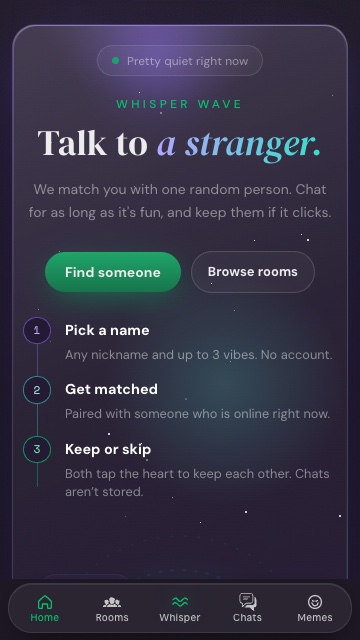 Pretty quiet right now
WHISPER WAVE
Talk to a stranger.
We match you with one random person. Chat
for as long as it's fun, and keep them if it clicks.
Find someone
Browse rooms
1
Pick a name
Any nickname and up to 3 vibes. No account.
2
Get matched
Paired with someone who is online right now.
3
Keep or skip
Both tap the heart to keep each other. Chats
aren’t stored.
Home
Rooms
Whisper
Chats
Memes